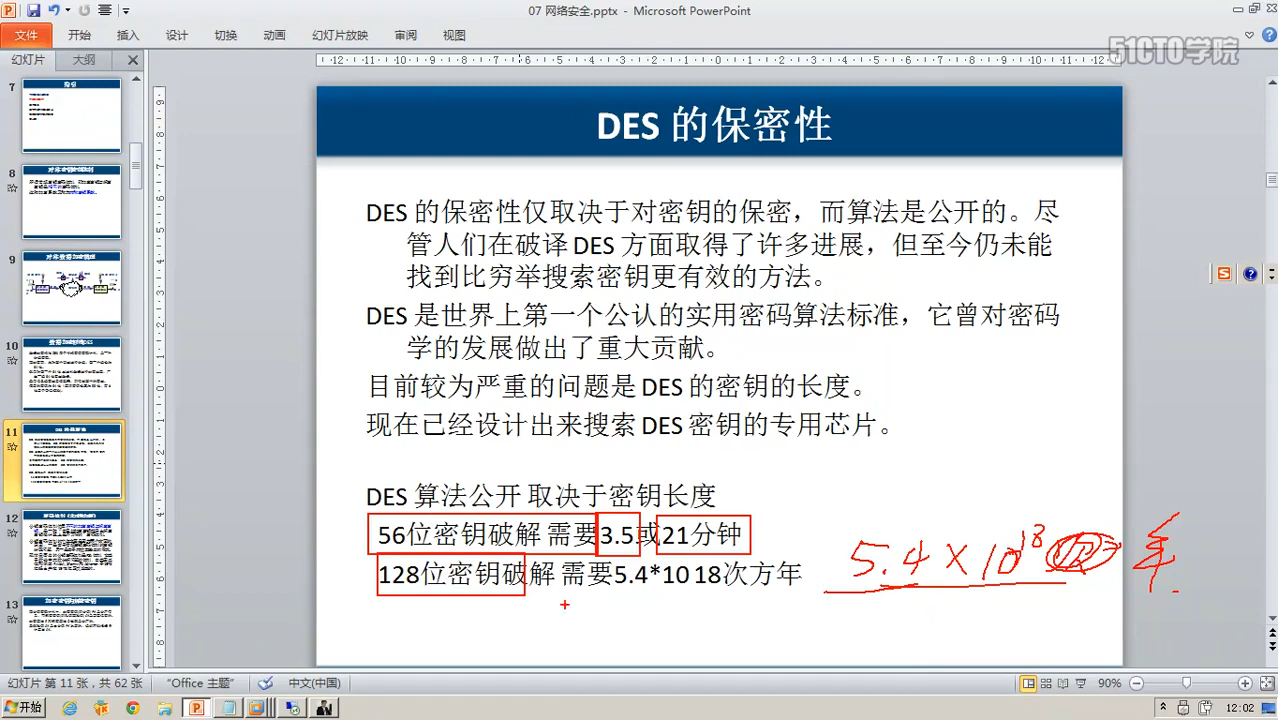 07 网络安全.pptx - Microsoft PowerPoint
文件 开始 插入 设计 切换 动画 幻灯片放映 审阅 视图
51CTO学院
幻灯片 大纲
7
8
9
10
11
12
13
DES 的保密性
DES 的保密性仅取决于对密钥的保密，而算法是公开的。尽
管人们在破译 DES 方面取得了许多进展，但至今仍未能
找到比穷举搜索密钥更有效的方法。
DES 是世界上第一个公认的实用密码算法标准，它曾对密码
学的发展做出了重大贡献。
目前较为严重的问题是 DES 的密钥的长度。
现在已经设计出来搜索 DES 密钥的专用芯片。
DES 算法公开 取决于密钥长度
56位密钥破解 需要3.5或21分钟
128位密钥破解 需要5.4*10 18次方年
5.4 X 10 18 年
幻灯片 第 11 张，共 62 张 "Office 主题" 中文(中国) 90%
开始 12:02